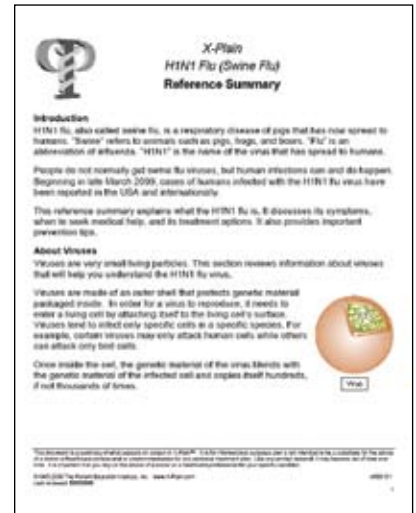 X-Plain
H1N1 Flu (Swine Flu)
Reference Summary
Introduction
H1N1 flu, also called swine flu, is a respiratory disease of pigs that has now spread to
humans. "Swine" refers to animals such as pigs, hogs, and boars. "Flu" is an
abbreviation of influenza. "H1N1" is the name of the virus that has spread to humans.
People do not normally get swine flu viruses, but human infections can and do happen.
Beginning in late March 2009, cases of humans infected with the H1N1 flu virus have
been reported in the USA and internationally.
This reference summary explains what the H1N1 flu is. It discusses its symptoms,
when to seek medical help, and its treatment options. It also provides important
prevention tips.
About Viruses
Viruses are very small living particles. This section reviews information about viruses
that will help you understand the H1N1 flu virus.
Viruses are made of an outer shell that protects genetic material
packaged inside. In order for a virus to reproduce, it needs to
enter a living cell by attaching itself to the living cell's surface.
Viruses tend to infect only specific cells in a specific species. For
example, certain viruses may only attack human cells while others
can attack only bird cells.
Virus
Once inside the cell, the genetic material of the virus blends with
the genetic material of the infected cell and copies itself hundreds,
if not thousands of times.